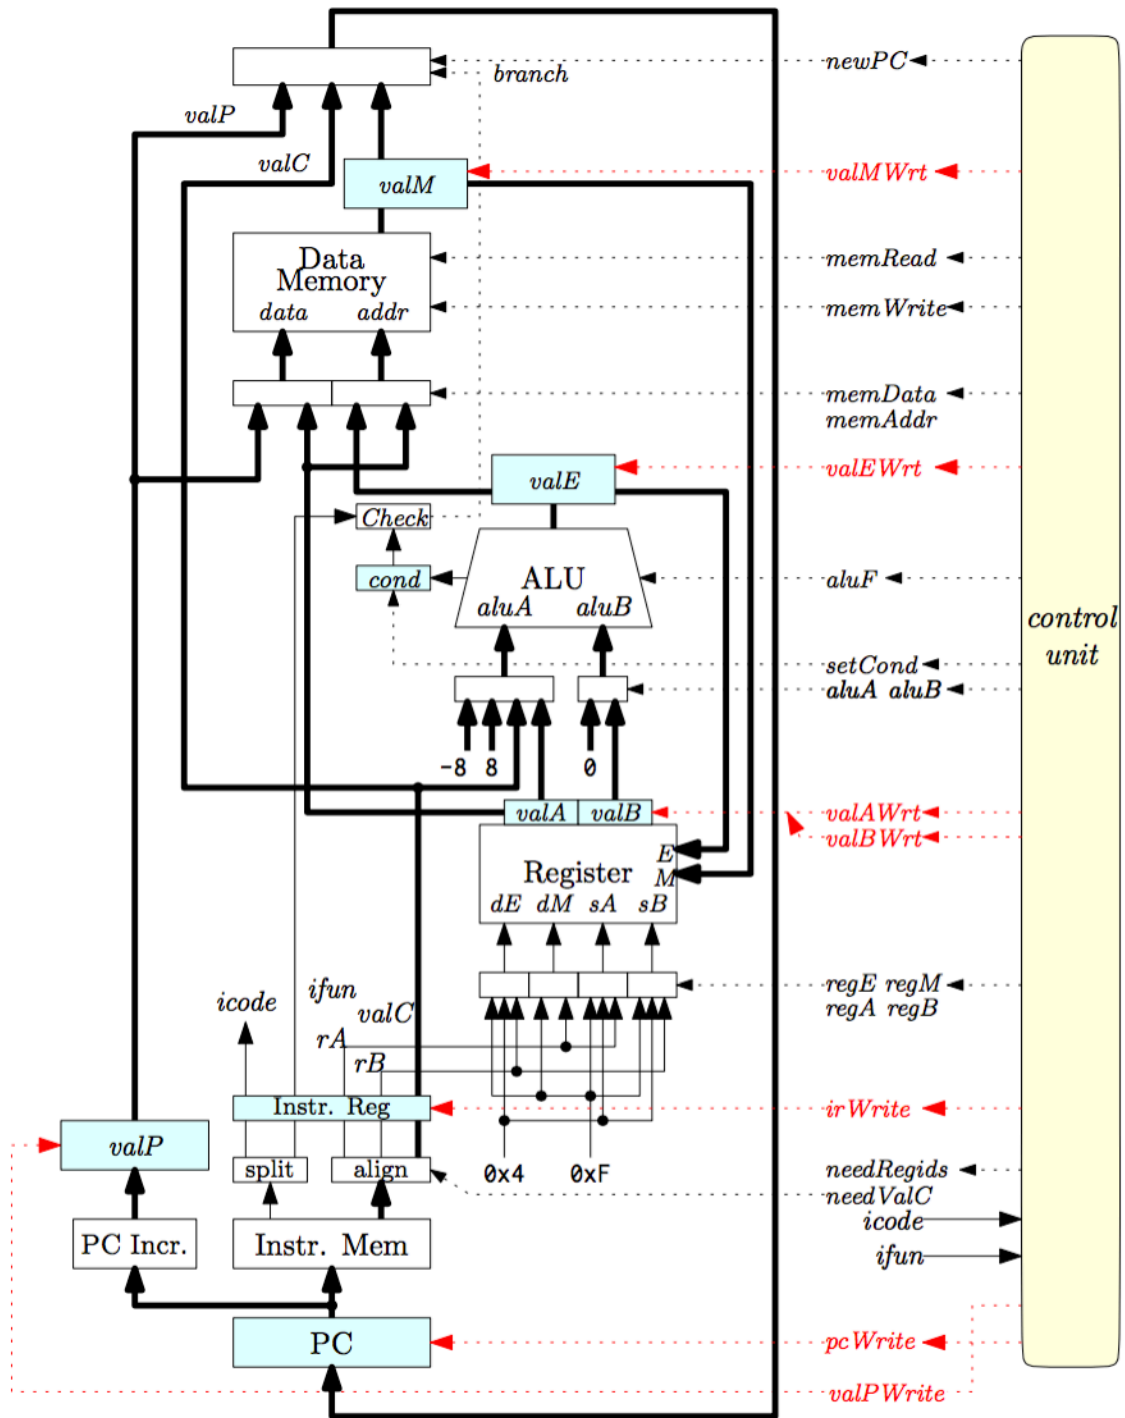 newPC
branch
valP
valC
valMWrt
valM
Data
Memory
data addr
memRead
memWrite
memData
memAddr
valEWrt
valE
Check
cond
ALU
aluA aluB
aluF
control
unit
setCond
aluA aluB
-8 8 0
valA valB
valAWrt
valBWrt
E
Register
M
dE dM sA sB
regE regM
regA regB
icode
ifun
valC
rA
rB
Instr. Reg
irWrite
valP
split align
0x4 0xF
needRegids
needValC
icode
PC Incr. Instr. Mem
ifun
PC
pcWrite
valPWrite